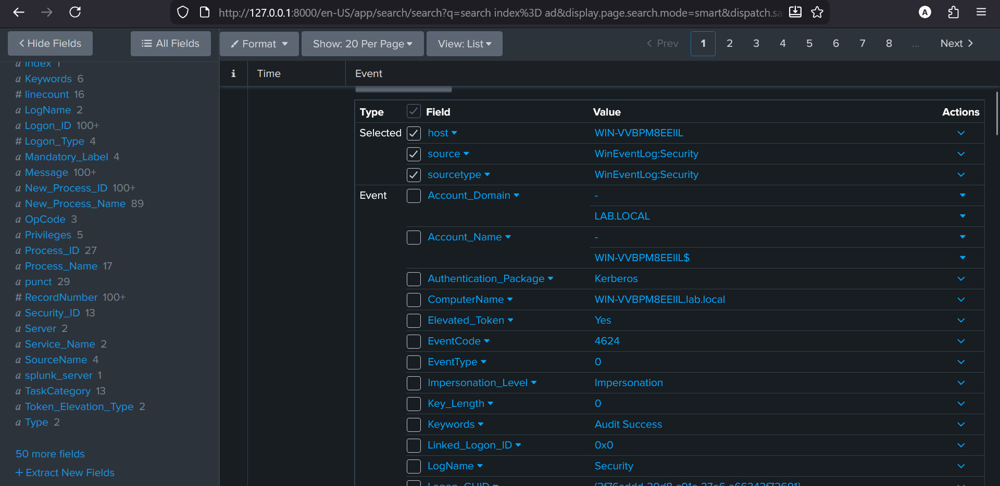 http://127.0.0.1:8000/en-US/app/search/search?q=search index%3D ad&display.page.search.mode=smart&dispatch.sa
A
Hide Fields
All Fields
Format
Show: 20 Per Page
View: List
Prev 1 2 3 4 5 6 7 8 ... Next
a index 1
a Keywords 6
# linecount 16
a LogName 2
a Logon_ID 100+
# Logon_Type 4
a Mandatory_Label 4
a Message 100+
a New_Process_ID 100+
a New_Process_Name 89
a OpCode 3
a Privileges 5
a Process_ID 27
a Process_Name 17
a punct 29
# RecordNumber 100+
a Security_ID 13
a Server 2
a Service_Name 2
a SourceName 4
a splunk_server 1
a TaskCategory 13
a Token_Elevation_Type 2
a Type 2
50 more fields
+ Extract New Fields
i Time Event
Type Field Value Actions
Selected host WIN-VVBPM8EEIIL
source WinEventLog:Security
sourcetype WinEventLog:Security
Event Account_Domain -
LAB.LOCAL
Account_Name -
WIN-VVBPM8EEIIL$
Authentication_Package Kerberos
ComputerName WIN-VVBPM8EEIIL.lab.local
Elevated_Token Yes
EventCode 4624
EventType 0
Impersonation_Level Impersonation
Key_Length 0
Keywords Audit Success
Linked_Logon_ID 0x0
LogName Security
Logon_GUID